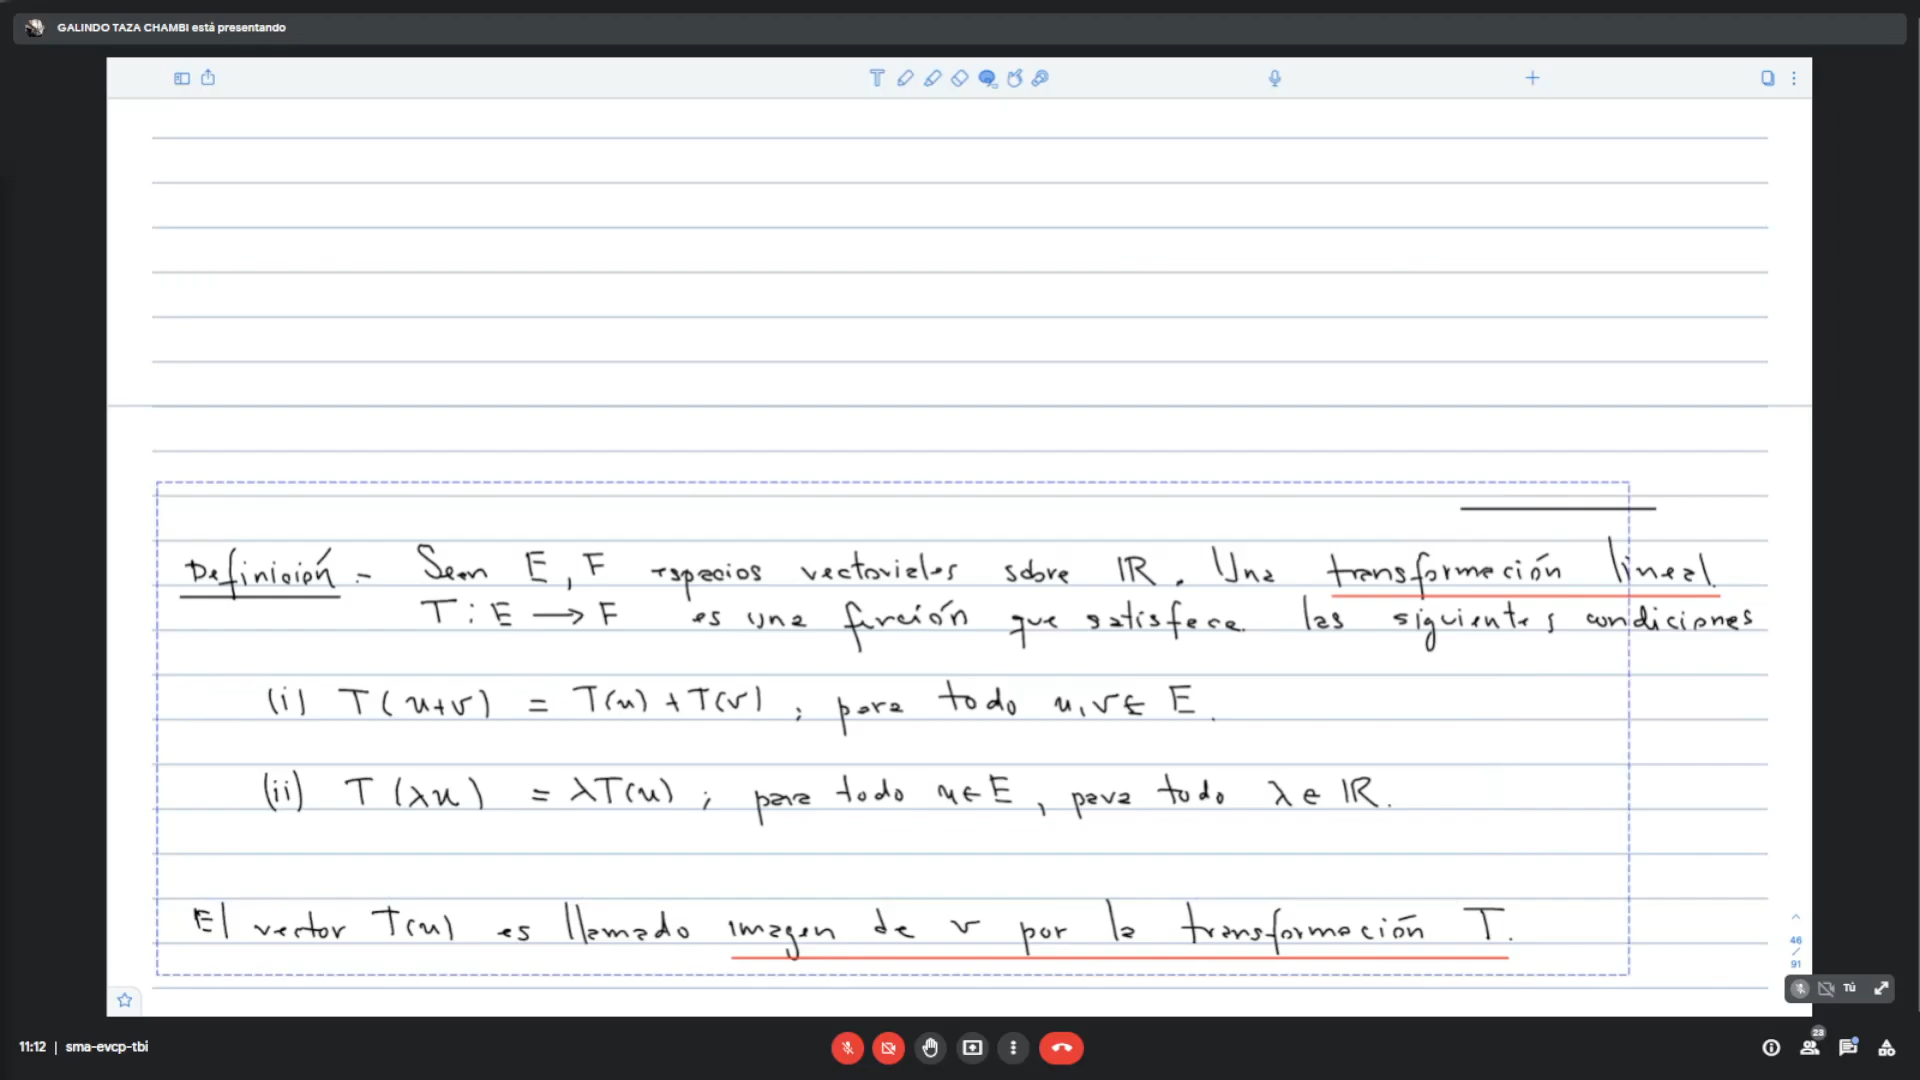 GALINDO TAZA CHAMBI está presentando
Definición.- Sean E, F espacios vectoriales sobre IR. Una transformación lineal
T : E → F es una función que satisface las siguientes condiciones
(i) T(u+v) = T(u) + T(v) ; para todo u, v ∈ E.
(ii) T(λu) = λT(u) ; para todo u ∈ E, para todo λ ∈ IR.
El vector T(u) es llamado imagen de v por la transformación T.
46
/
91
Tú
11:12 | sma-evcp-tbi
23